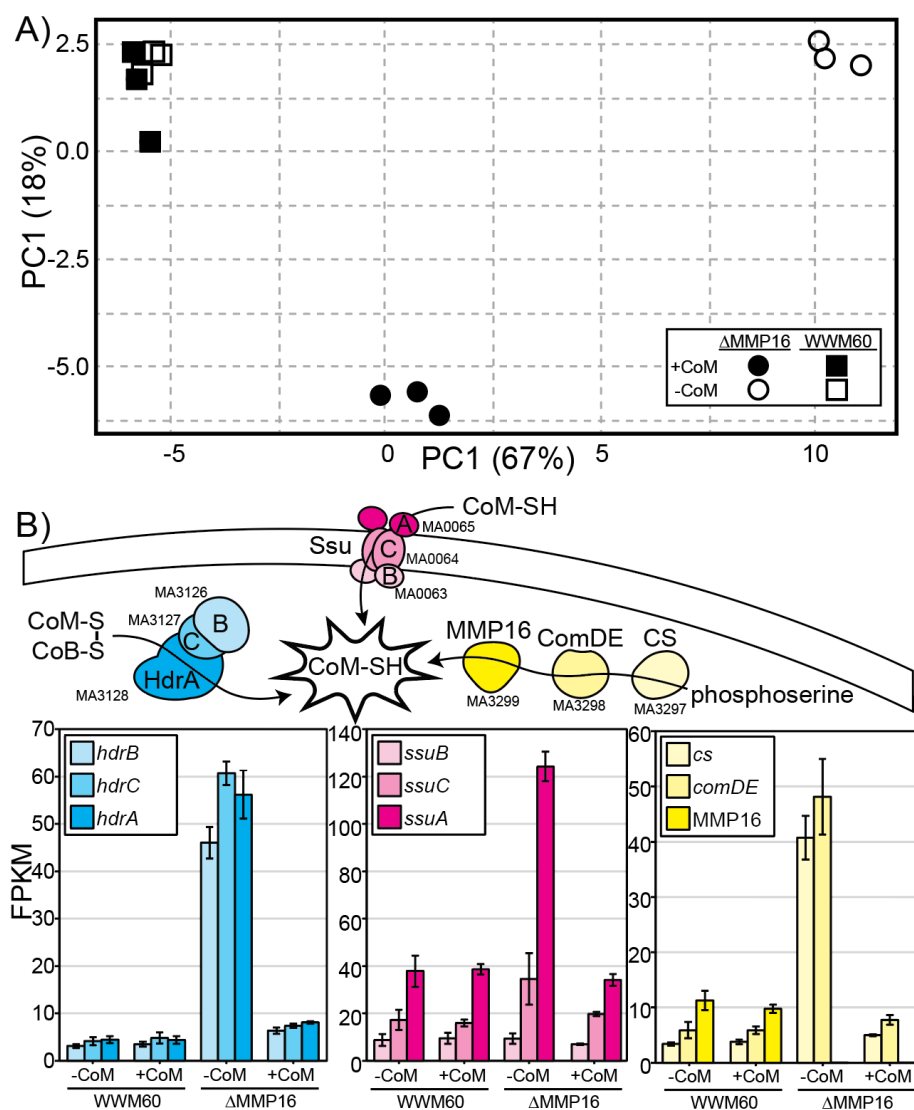 A)
PC1 (18%)
2.5
0.0
-2.5
-5.0
ΔMMP16 WWM60
+CoM
-CoM
-5 0 5 10
PC1 (67%)
B)
CoM-SH
A
MA0065
Ssu
C
MA0064
B
MA0063
MA3126
B
MA3127
C
CoM-S
CoB-S
HdrA
MA3128
CoM-SH
MMP16
MA3299
ComDE
MA3298
CS
MA3297
phosphoserine
FPKM
70
60
50
40
30
20
10
0
hdrB
hdrC
hdrA
-CoM +CoM -CoM +CoM
WWM60 ΔMMP16
140
120
100
80
60
40
20
0
ssuB
ssuC
ssuA
-CoM +CoM -CoM +CoM
WWM60 ΔMMP16
60
50
40
30
20
10
0
cs
comDE
MMP16
-CoM +CoM -CoM +CoM
WWM60 ΔMMP16